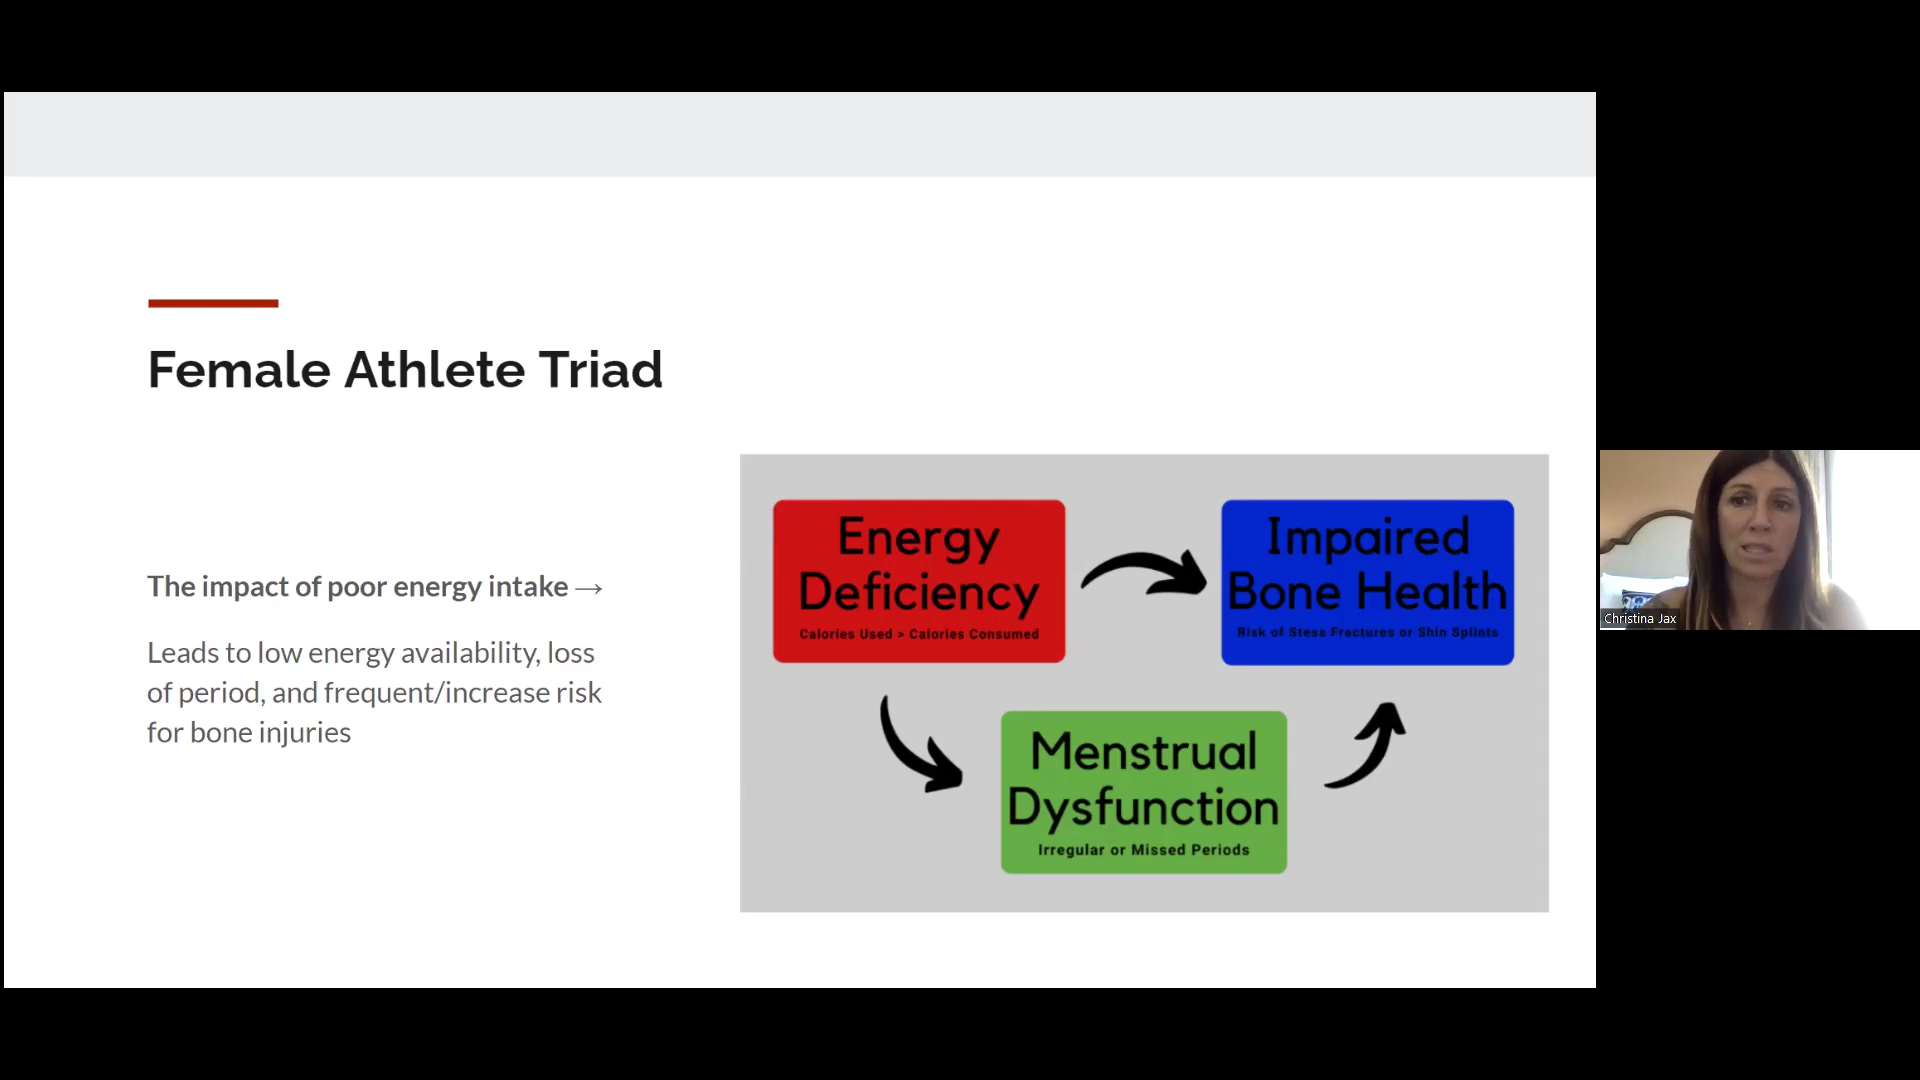 Female Athlete Triad
The impact of poor energy intake →
Leads to low energy availability, loss
of period, and frequent/increase risk
for bone injuries
Energy
Deficiency
Calories Used > Calories Consumed
Impaired
Bone Health
Risk of Stess Fractures or Shin Splints
Menstrual
Dysfunction
Irregular or Missed Periods
Christina Jax